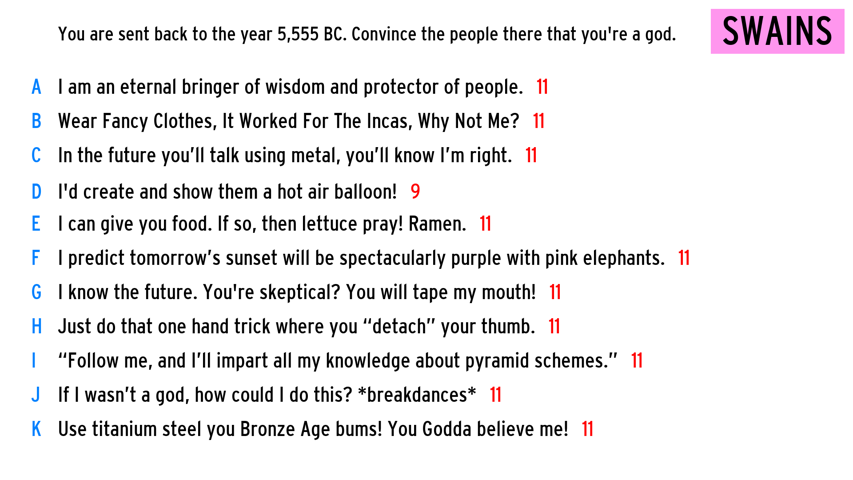 You are sent back to the year 5,555 BC. Convince the people there that you're a god. SWAINS
A I am an eternal bringer of wisdom and protector of people. 11
B Wear Fancy Clothes, It Worked For The Incas, Why Not Me? 11
C In the future you’ll talk using metal, you’ll know I’m right. 11
D I'd create and show them a hot air balloon! 9
E I can give you food. If so, then lettuce pray! Ramen. 11
F I predict tomorrow’s sunset will be spectacularly purple with pink elephants. 11
G I know the future. You're skeptical? You will tape my mouth! 11
H Just do that one hand trick where you “detach” your thumb. 11
I “Follow me, and I’ll impart all my knowledge about pyramid schemes.” 11
J If I wasn’t a god, how could I do this? *breakdances* 11
K Use titanium steel you Bronze Age bums! You Godda believe me! 11